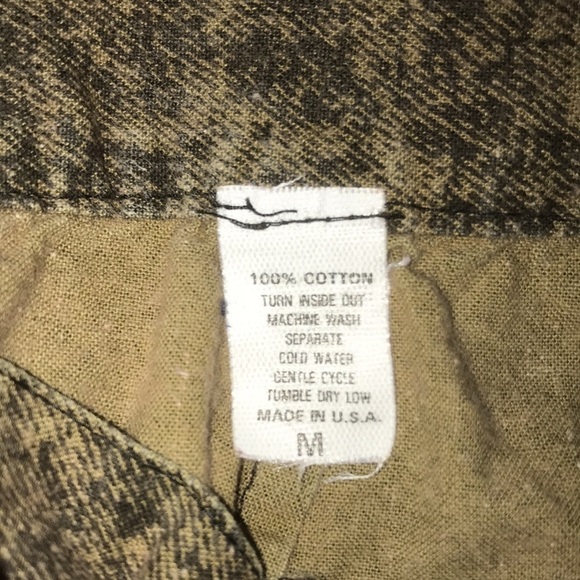 100% COTTON
TURN INSIDE OUT
MACHINE WASH
SEPARATE
COLD WATER
GENTLE CYCLE
TUMBLE DRY LOW
MADE IN U.S.A.
M